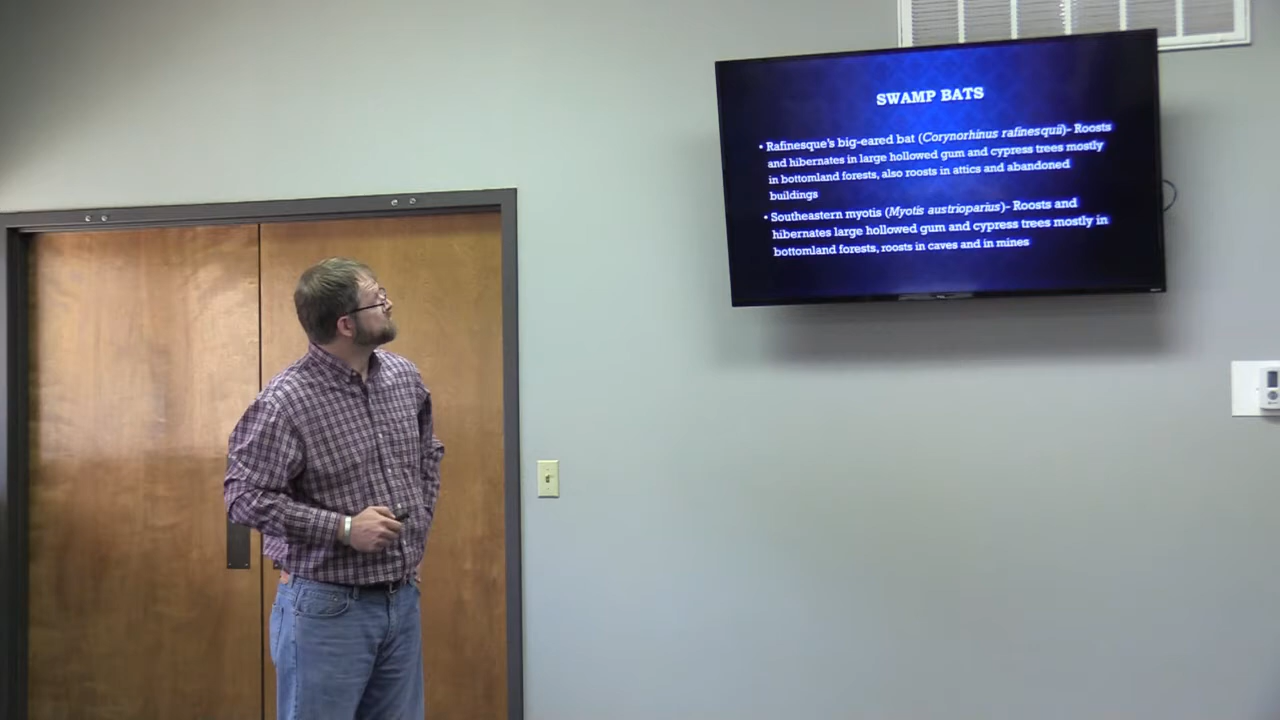 SWAMP BATS
• Rafinesque's big-eared bat (Corynorhinus rafinesquii)- Roosts
and hibernates in large hollowed gum and cypress trees mostly
in bottomland forests, also roosts in attics and abandoned
buildings
• Southeastern myotis (Myotis austrioparius)- Roosts and
hibernates large hollowed gum and cypress trees mostly in
bottomland forests, roosts in caves and in mines